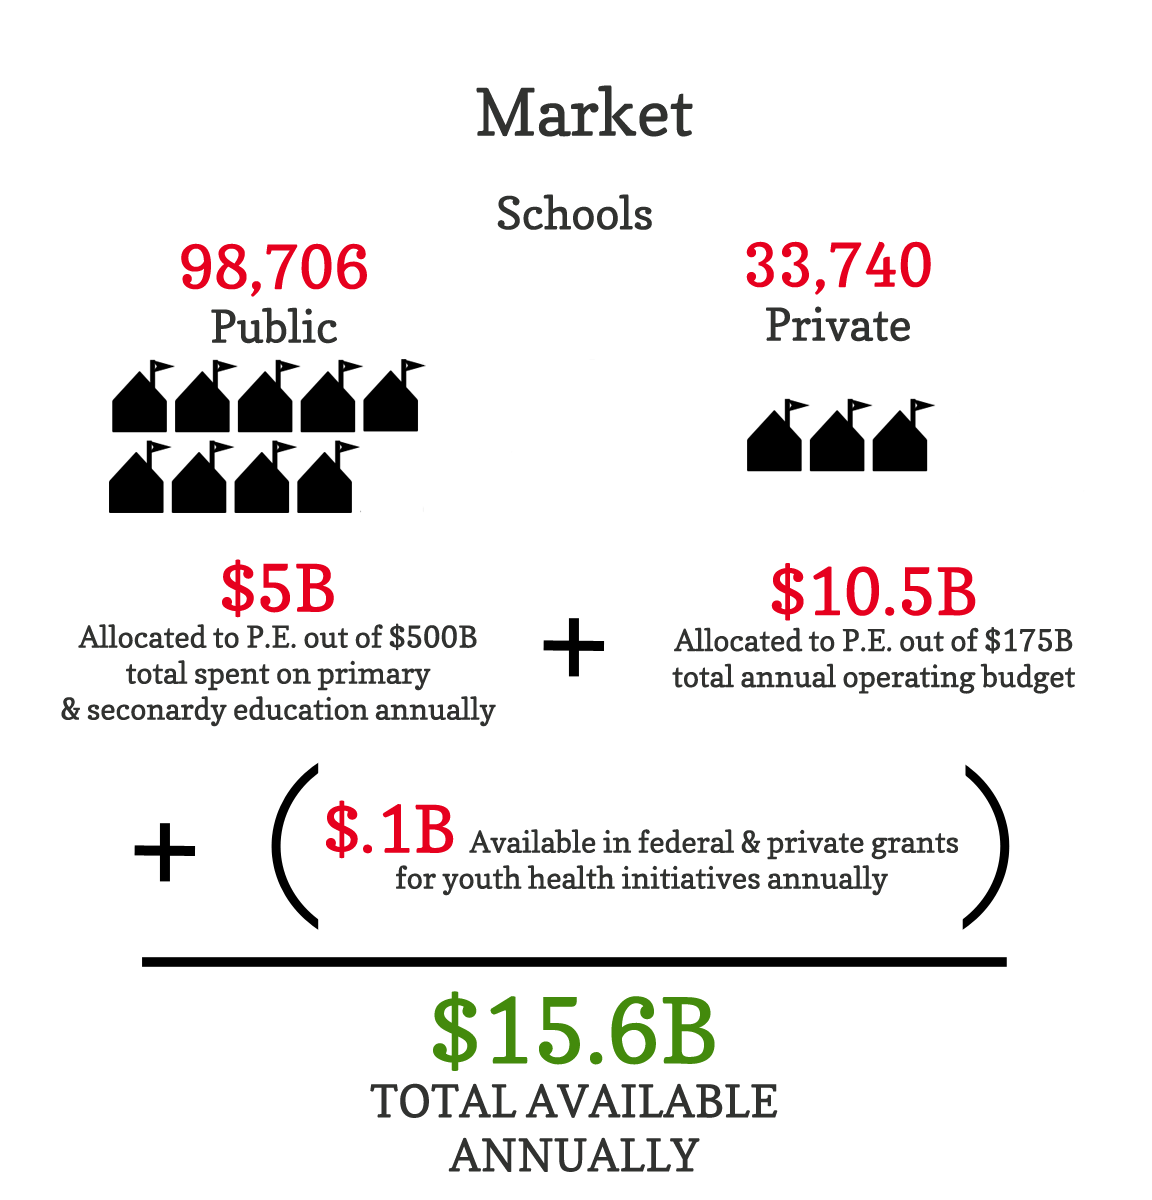 Market
Schools
98,706
Public
33,740
Private
$5B
Allocated to P.E. out of $500B
total spent on primary
& seconardy education annually
+
$10.5B
Allocated to P.E. out of $175B
total annual operating budget
+
( $.1B Available in federal & private grants
for youth health initiatives annually )
$15.6B
TOTAL AVAILABLE
ANNUALLY